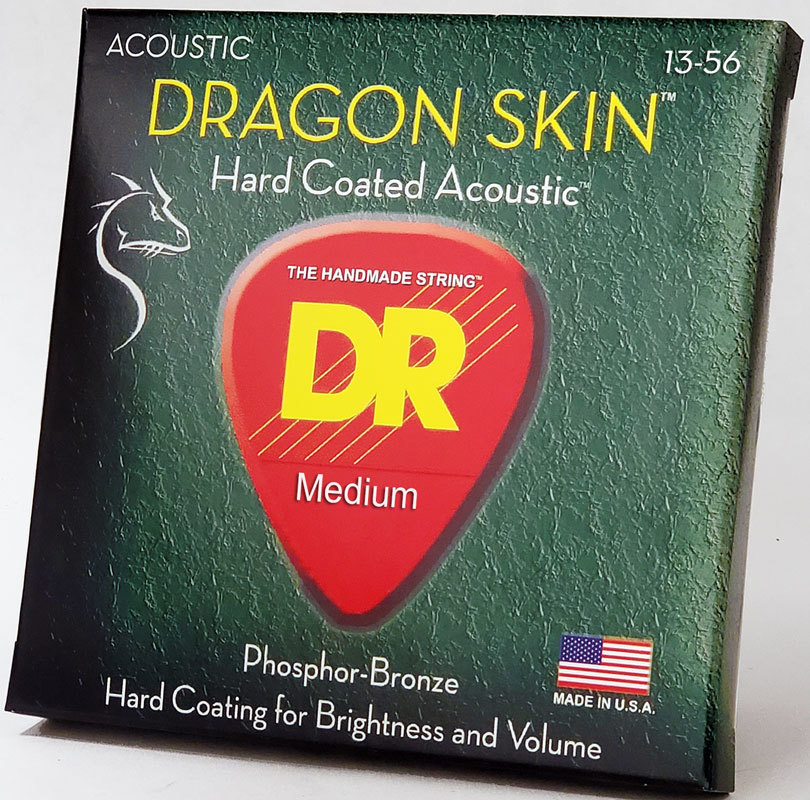 ACOUSTIC
13-56
DRAGON SKIN™
Hard Coated Acoustic™
THE HANDMADE STRING™
DR
Medium
Phosphor-Bronze
MADE IN U.S.A.
Hard Coating for Brightness and Volume